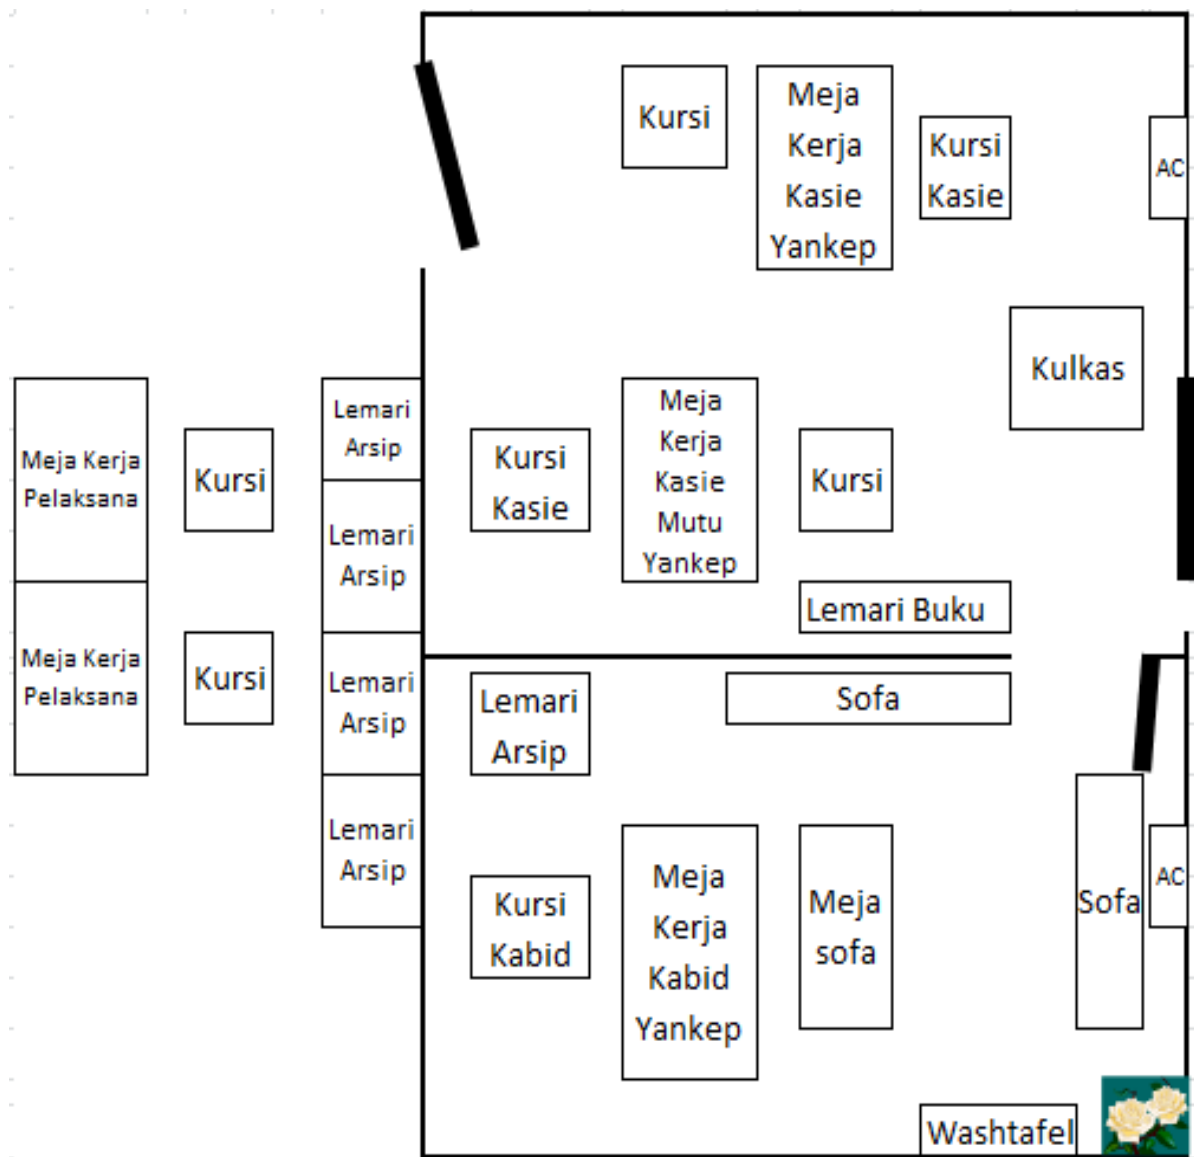 Kursi
Meja
Kerja
Kasie
Yankep
Kursi
Kasie
AC
Kulkas
Meja Kerja
Pelaksana
Kursi
Lemari
Arsip
Lemari
Arsip
Kursi
Kasie
Meja
Kerja
Kasie
Mutu
Yankep
Kursi
Lemari Buku
Meja Kerja
Pelaksana
Kursi
Lemari
Arsip
Lemari
Arsip
Sofa
Lemari
Arsip
Kursi
Kabid
Meja
Kerja
Kabid
Yankep
Meja
sofa
Sofa
AC
Washtafel